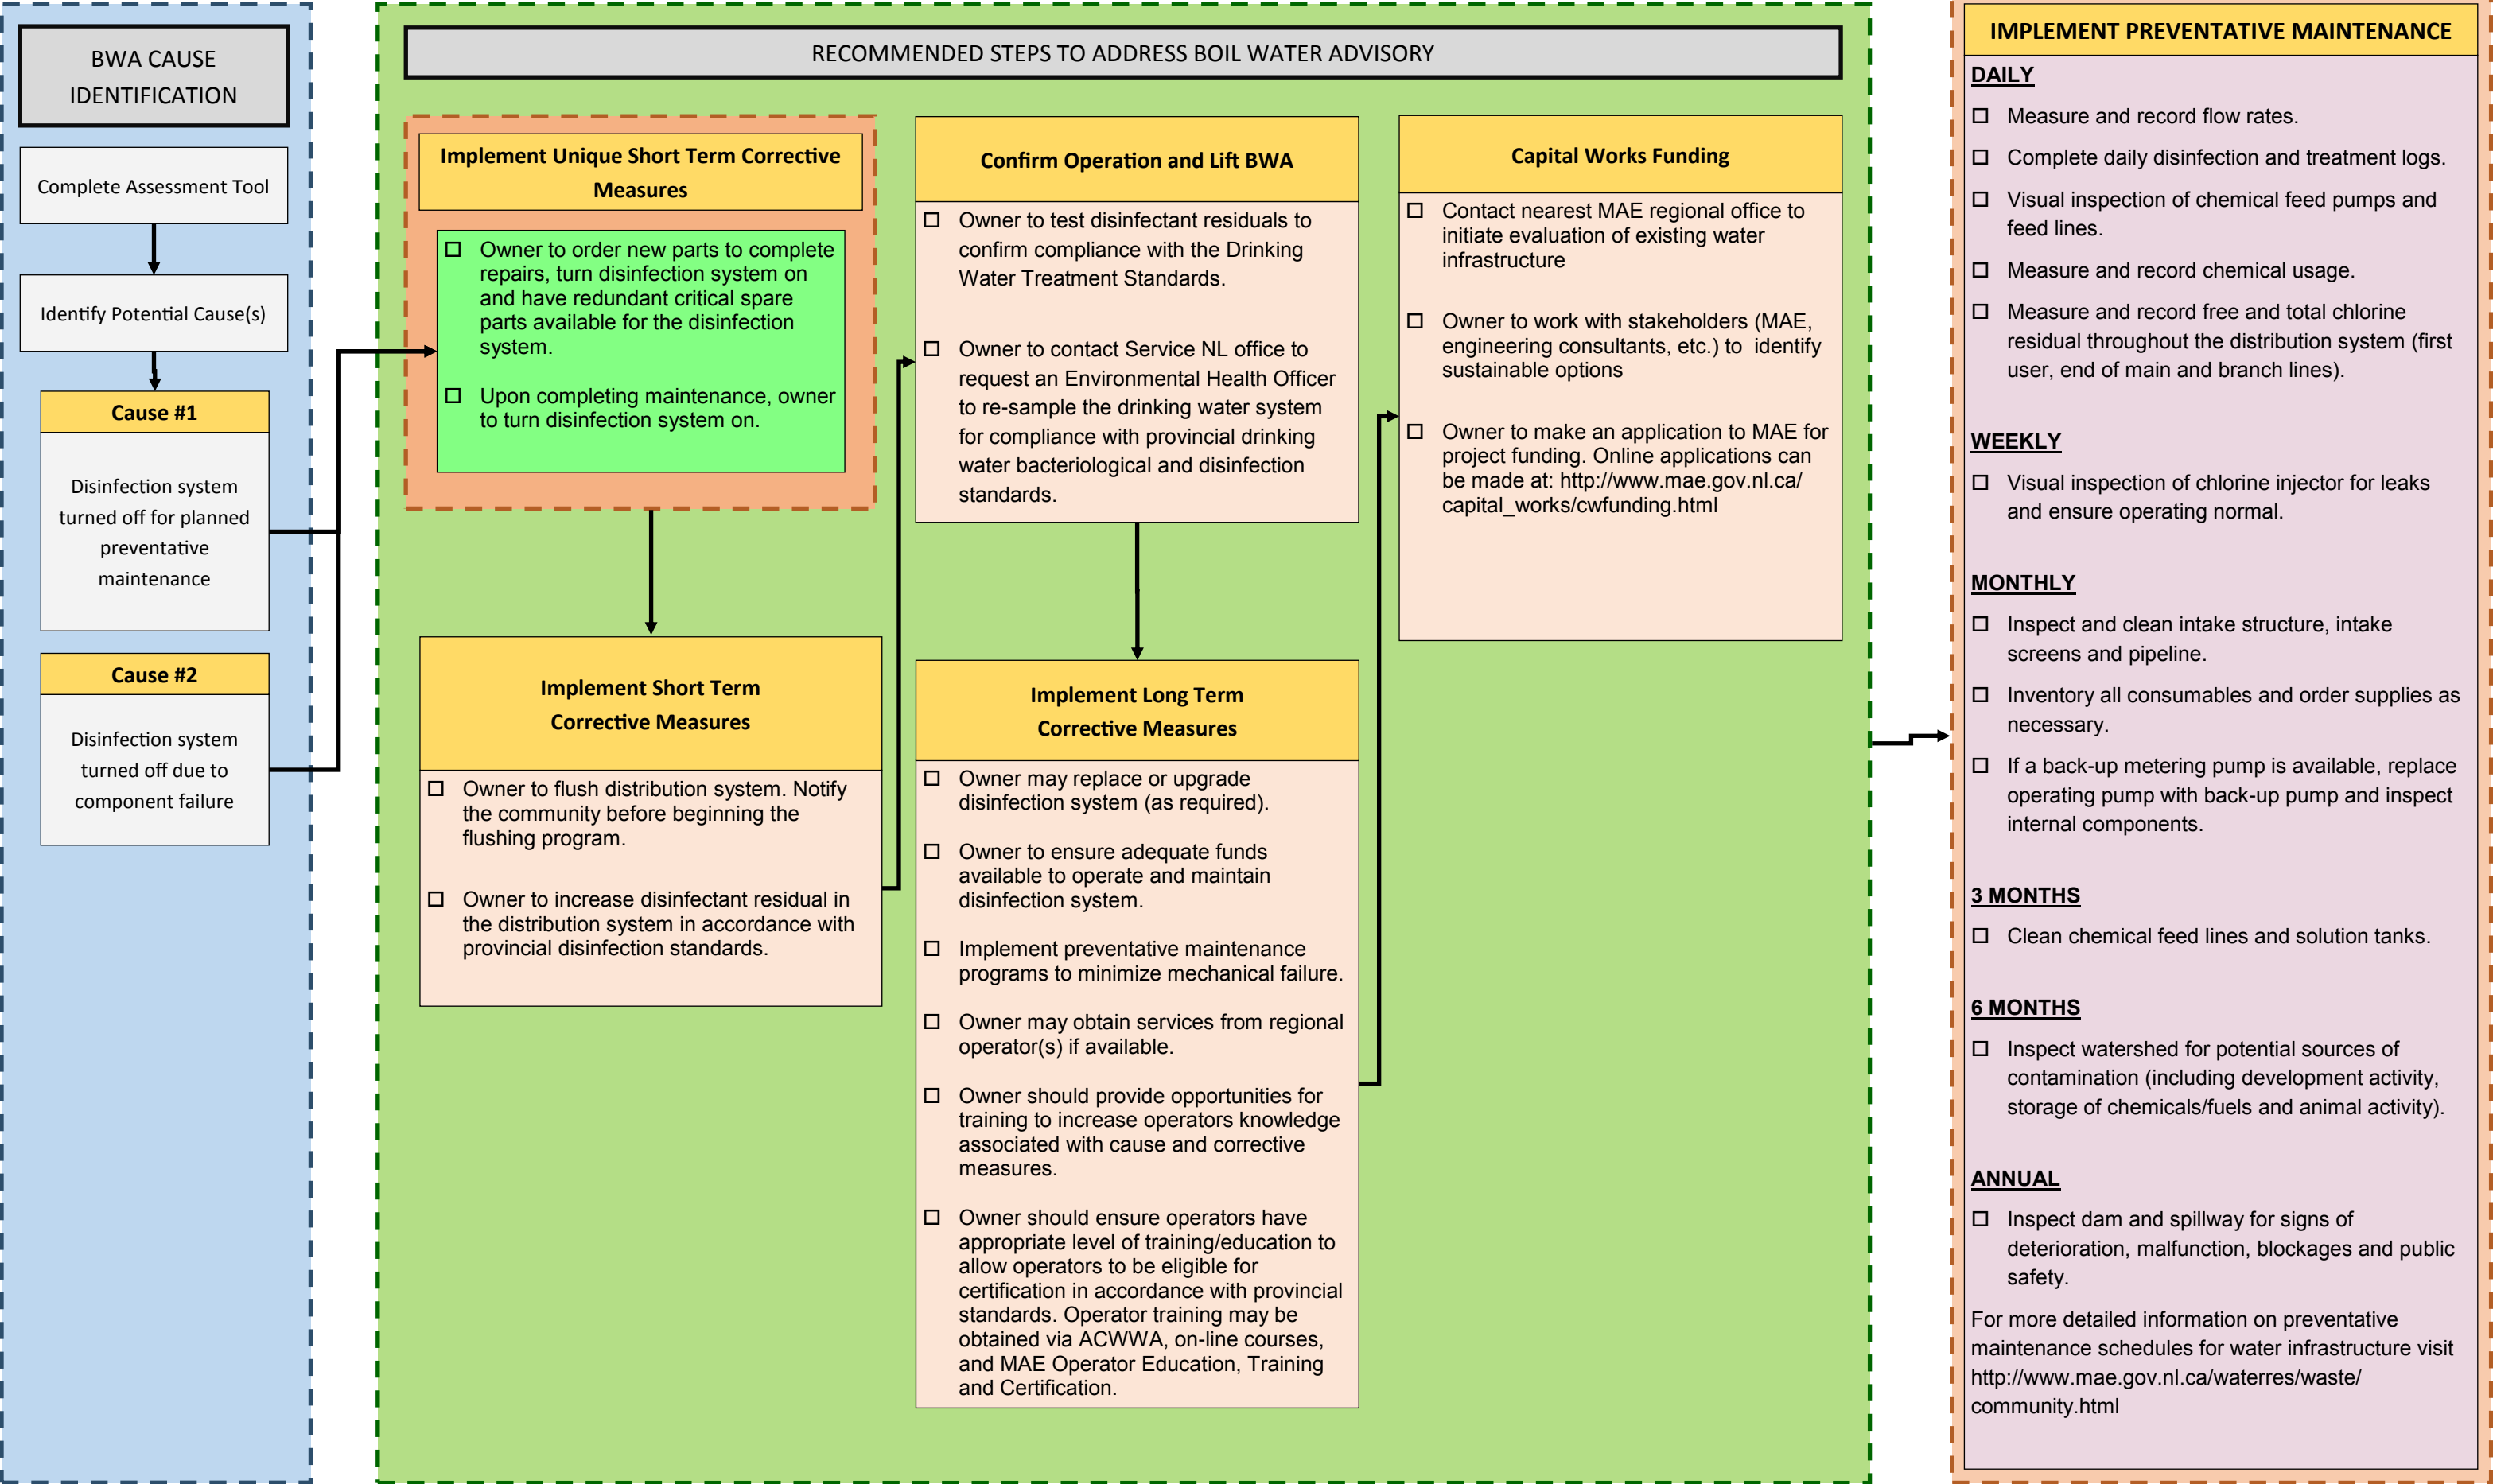 BWA CAUSE
IDENTIFICATION
Complete Assessment Tool
Identify Potential Cause(s)
Cause #1
Disinfection system
turned off for planned
preventative
maintenance
Cause #2
Disinfection system
turned off due to
component failure
RECOMMENDED STEPS TO ADDRESS BOIL WATER ADVISORY
Implement Unique Short Term Corrective
Measures
☐ Owner to order new parts to complete
repairs, turn disinfection system on
and have redundant critical spare
parts available for the disinfection
system.
☐ Upon completing maintenance, owner
to turn disinfection system on.
Implement Short Term
Corrective Measures
☐ Owner to flush distribution system. Notify
the community before beginning the
flushing program.
☐ Owner to increase disinfectant residual in
the distribution system in accordance with
provincial disinfection standards.
Confirm Operation and Lift BWA
☐ Owner to test disinfectant residuals to
confirm compliance with the Drinking
Water Treatment Standards.
☐ Owner to contact Service NL office to
request an Environmental Health Officer
to re-sample the drinking water system
for compliance with provincial drinking
water bacteriological and disinfection
standards.
Implement Long Term
Corrective Measures
☐ Owner may replace or upgrade
disinfection system (as required).
☐ Owner to ensure adequate funds
available to operate and maintain
disinfection system.
☐ Implement preventative maintenance
programs to minimize mechanical failure.
☐ Owner may obtain services from regional
operator(s) if available.
☐ Owner should provide opportunities for
training to increase operators knowledge
associated with cause and corrective
measures.
☐ Owner should ensure operators have
appropriate level of training/education to
allow operators to be eligible for
certification in accordance with provincial
standards. Operator training may be
obtained via ACWWA, on-line courses,
and MAE Operator Education, Training
and Certification.
Capital Works Funding
☐ Contact nearest MAE regional office to
initiate evaluation of existing water
infrastructure
☐ Owner to work with stakeholders (MAE,
engineering consultants, etc.) to identify
sustainable options
☐ Owner to make an application to MAE for
project funding. Online applications can
be made at: http://www.mae.gov.nl.ca/
capital_works/cwfunding.html
IMPLEMENT PREVENTATIVE MAINTENANCE
DAILY
☐ Measure and record flow rates.
☐ Complete daily disinfection and treatment logs.
☐ Visual inspection of chemical feed pumps and
feed lines.
☐ Measure and record chemical usage.
☐ Measure and record free and total chlorine
residual throughout the distribution system (first
user, end of main and branch lines).
WEEKLY
☐ Visual inspection of chlorine injector for leaks
and ensure operating normal.
MONTHLY
☐ Inspect and clean intake structure, intake
screens and pipeline.
☐ Inventory all consumables and order supplies as
necessary.
☐ If a back-up metering pump is available, replace
operating pump with back-up pump and inspect
internal components.
3 MONTHS
☐ Clean chemical feed lines and solution tanks.
6 MONTHS
☐ Inspect watershed for potential sources of
contamination (including development activity,
storage of chemicals/fuels and animal activity).
ANNUAL
☐ Inspect dam and spillway for signs of
deterioration, malfunction, blockages and public
safety.
For more detailed information on preventative
maintenance schedules for water infrastructure visit
http://www.mae.gov.nl.ca/waterres/waste/
community.html